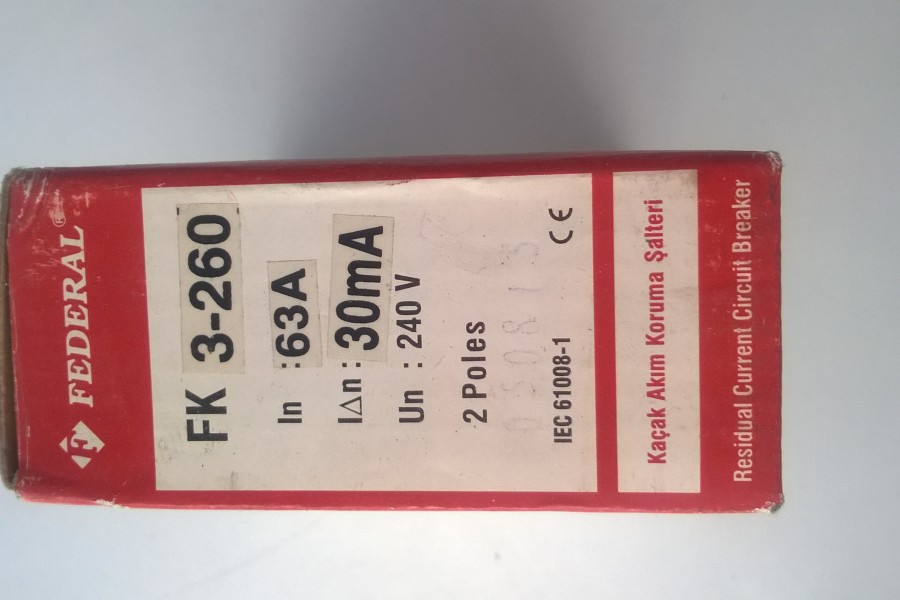 FEDERAL®
FK 3-260
In : 63A
I△n : 30mA
Un : 240 V
2 Poles
IEC 61008-1 CE
Kaçak Akım Koruma Şalteri
Residual Current Circuit Breaker